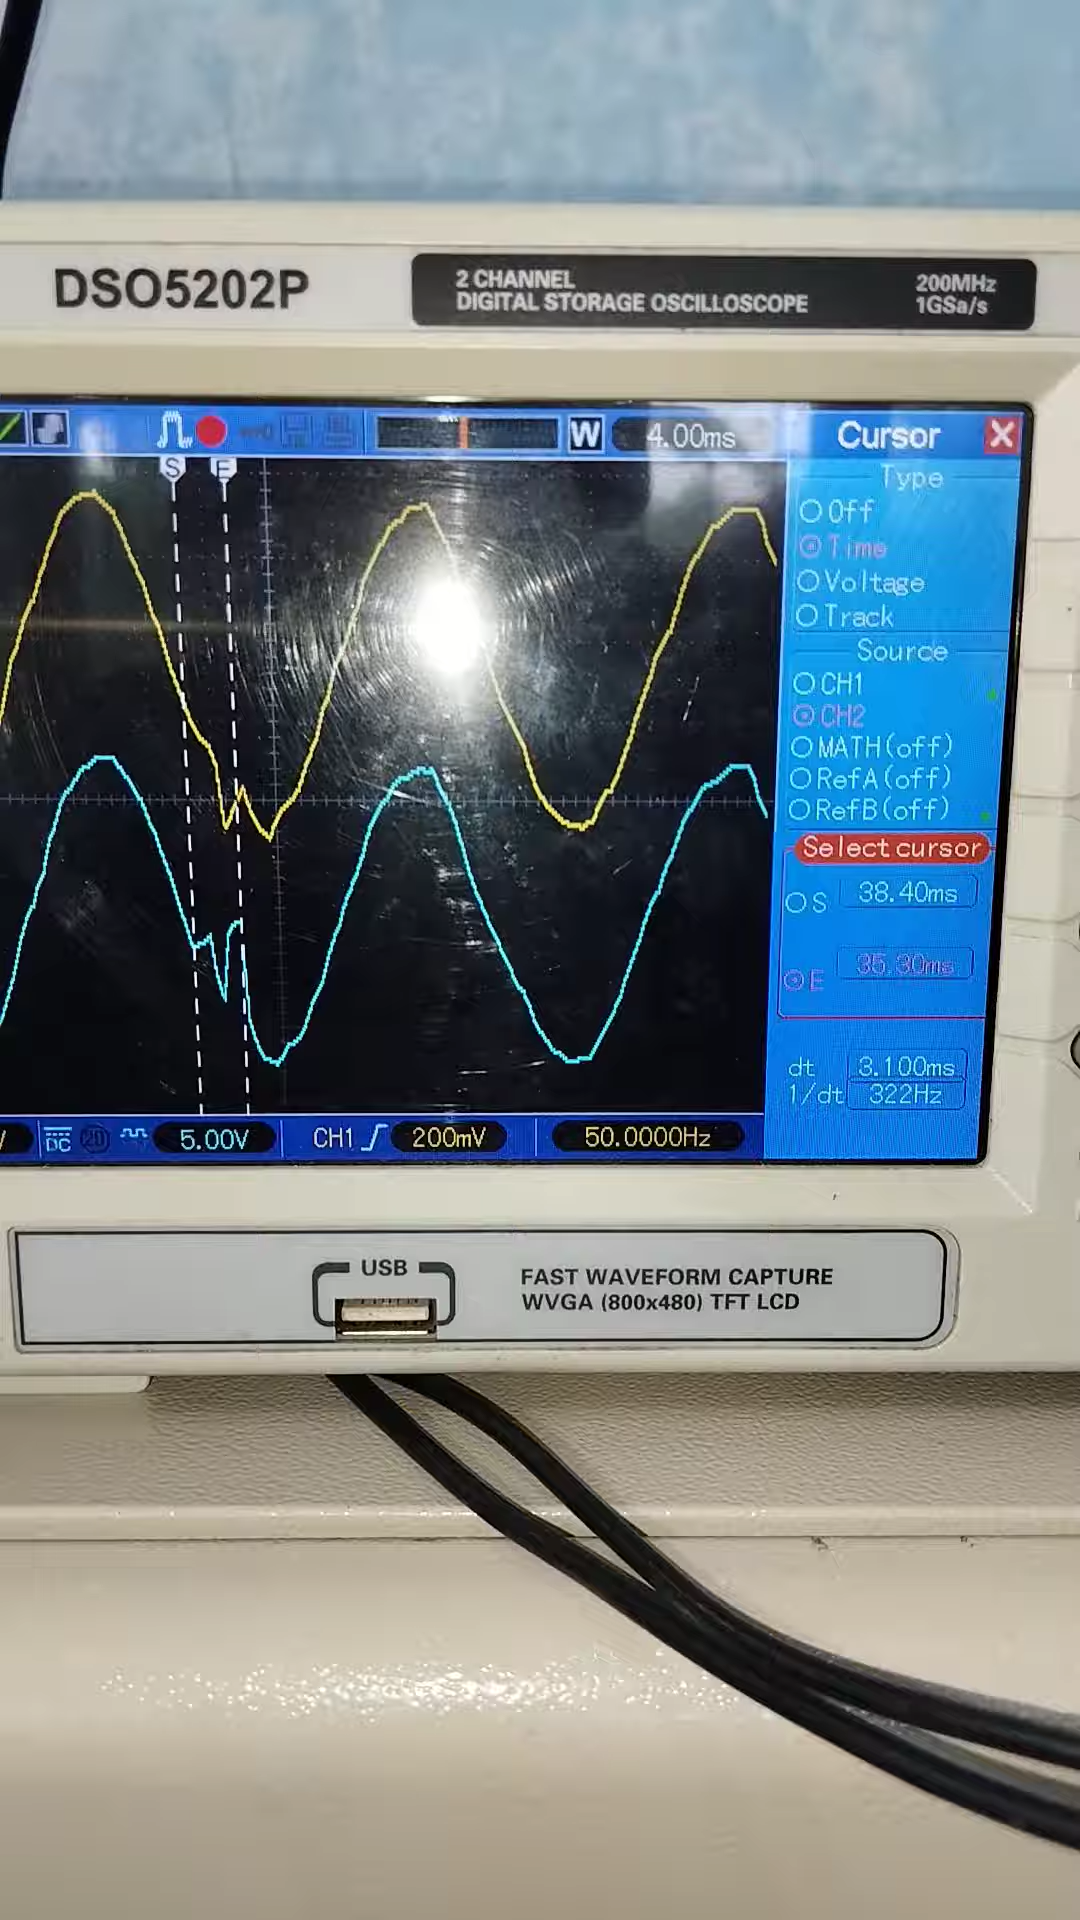 DSO5202P
2 CHANNEL
DIGITAL STORAGE OSCILLOSCOPE
200MHz
1GSa/s
W
4.00ms
Cursor
Type
Off
Time
Voltage
Track
Source
CH1
CH2
MATH(off)
RefA(off)
RefB(off)
Select cursor
S
38.40ms
E
35.30ms
dt
3.100ms
1/dt
322Hz
S
E
DC
20
5.00V
CH1
200mV
50.0000Hz
USB
FAST WAVEFORM CAPTURE
WVGA (800x480) TFT LCD